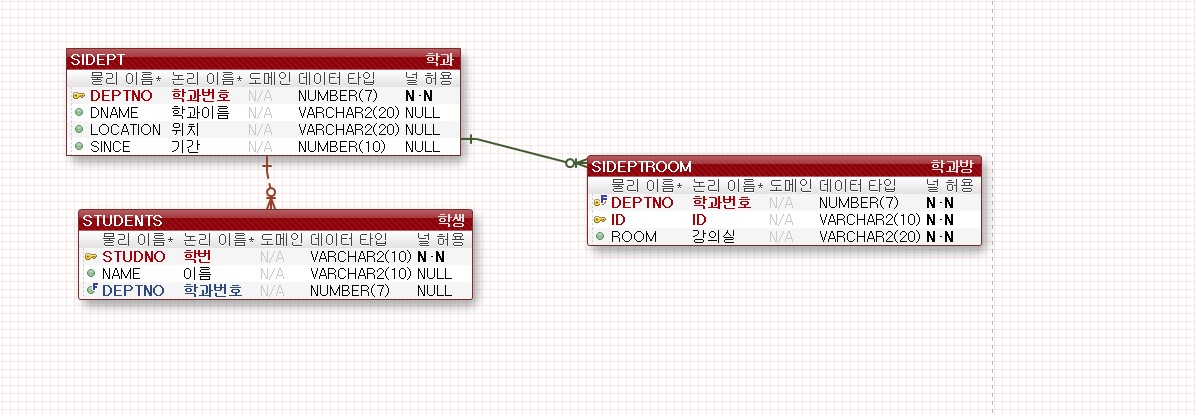 SIDEPT 학과
물리 이름* 논리 이름* 도메인 데이터 타입 널 허용
DEPTNO 학과번호 N/A NUMBER(7) N·N
DNAME 학과이름 N/A VARCHAR2(20) NULL
LOCATION 위치 N/A VARCHAR2(20) NULL
SINCE 기간 N/A NUMBER(10) NULL
SIDEPTROOM 학과방
물리 이름* 논리 이름* 도메인 데이터 타입 널 허용
DEPTNO 학과번호 N/A NUMBER(7) N·N
ID ID N/A VARCHAR2(10) N·N
ROOM 강의실 N/A VARCHAR2(20) N·N
STUDENTS 학생
물리 이름* 논리 이름* 도메인 데이터 타입 널 허용
STUDNO 학번 N/A VARCHAR2(10) N·N
NAME 이름 N/A VARCHAR2(10) NULL
DEPTNO 학과번호 N/A NUMBER(7) NULL